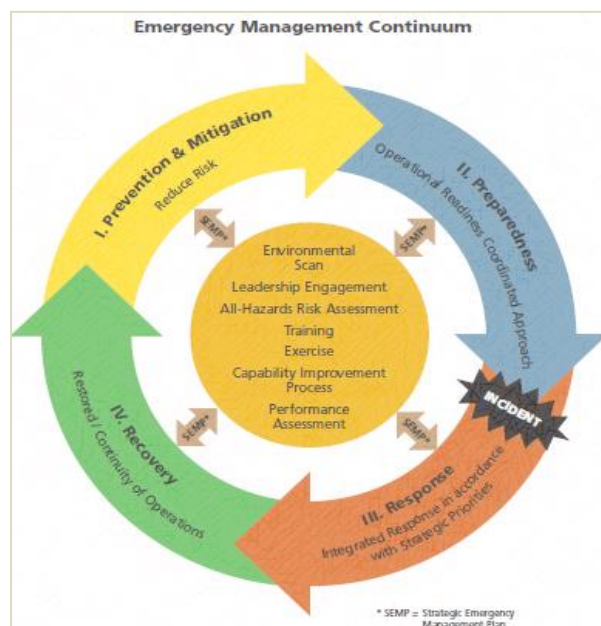 Emergency Management Continuum
I. Prevention & Mitigation
Reduce Risk
II. Preparedness
Operational Readiness Coordinated Approach
SEMP*
SEMP*
Environmental
Scan
Leadership Engagement
All-Hazards Risk Assessment
Training
Exercise
Capability Improvement
Process
Performance
Assessment
SEMP*
SEMP*
INCIDENT
III. Response
Integrated Response in accordance
with Strategic Priorities
IV. Recovery
Restored / Continuity of Operations
* SEMP = Strategic Emergency
Management Plan